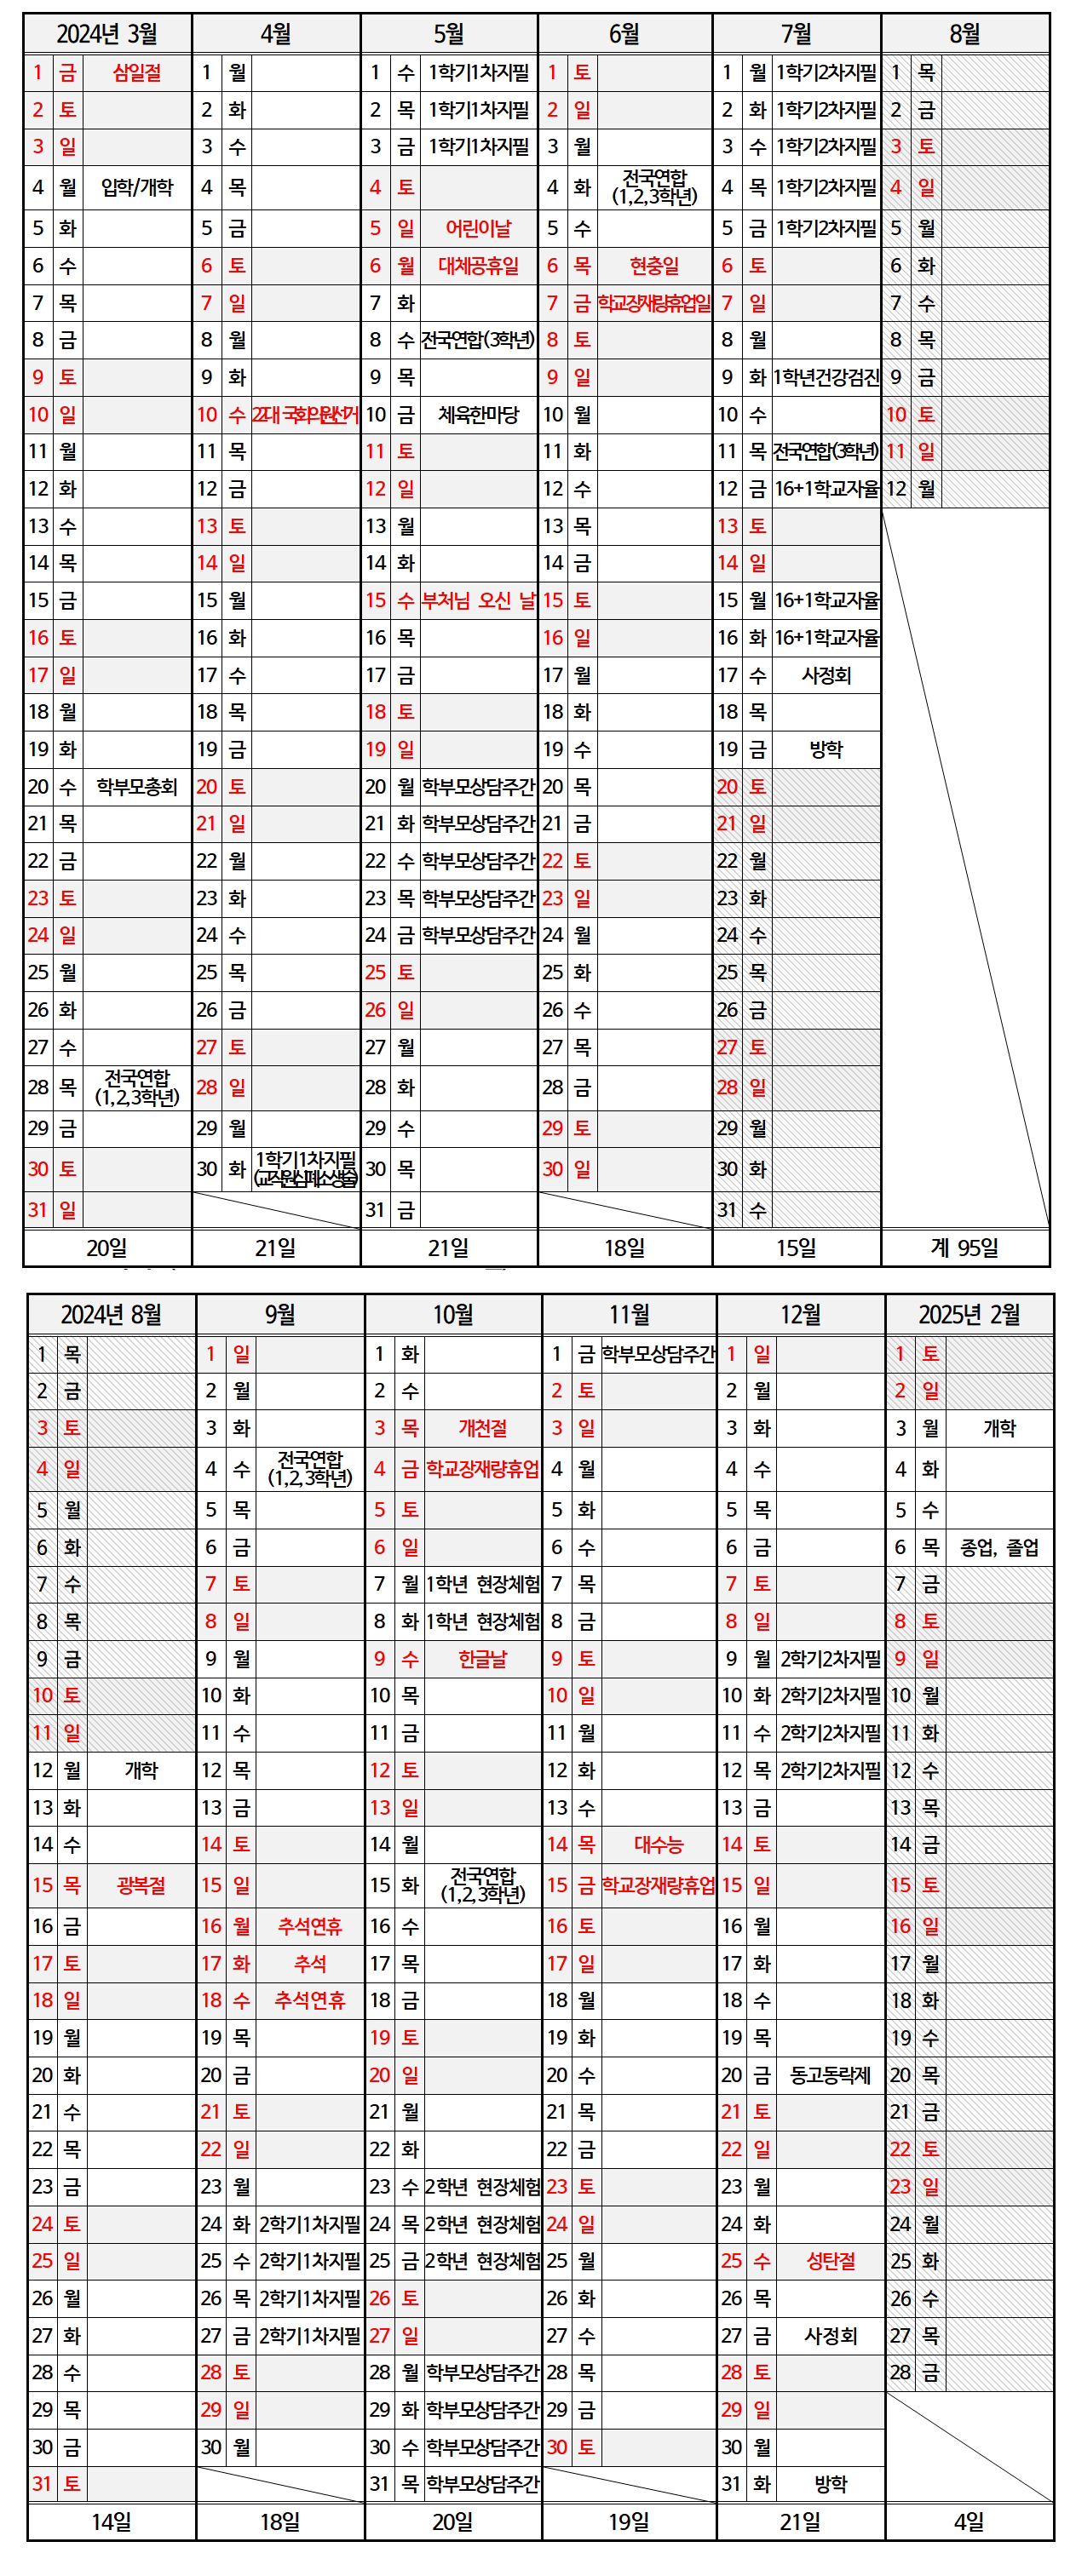 2024년 3월 4월 5월 6월 7월 8월
1 금 삼일절 1 월 1 수 1학기1차지필 1 토 1 월 1학기2차지필 1 목
2 토 2 화 2 목 1학기1차지필 2 일 2 화 1학기2차지필 2 금
3 일 3 수 3 금 1학기1차지필 3 월 3 수 1학기2차지필 3 토
4 월 입학/개학 4 목 4 토 4 화 전국연합 (1,2,3학년) 4 목 1학기2차지필 4 일
5 화 5 금 5 일 어린이날 5 수 5 금 1학기2차지필 5 월
6 수 6 토 6 월 대체공휴일 6 목 현충일 6 토 6 화
7 목 7 일 7 화 7 금 학교장재량휴업일 7 일 7 수
8 금 8 월 8 수 전국연합(3학년) 8 토 8 월 8 목
9 토 9 화 9 목 9 일 9 화 1학년건강검진 9 금
10 일 10 수 22대 국회의원선거 10 금 체육한마당 10 월 10 수 10 토
11 월 11 목 11 토 11 화 11 목 전국연합(3학년) 11 일
12 화 12 금 12 일 12 수 12 금 16+1학교자율 12 월
13 수 13 토 13 월 13 목 13 토
14 목 14 일 14 화 14 금 14 일
15 금 15 월 15 수 부처님 오신 날 15 토 15 월 16+1학교자율
16 토 16 화 16 목 16 일 16 화 16+1학교자율
17 일 17 수 17 금 17 월 17 수 사정회
18 월 18 목 18 토 18 화 18 목
19 화 19 금 19 일 19 수 19 금 방학
20 수 학부모총회 20 토 20 월 학부모상담주간 20 목 20 토
21 목 21 일 21 화 학부모상담주간 21 금 21 일
22 금 22 월 22 수 학부모상담주간 22 토 22 월
23 토 23 화 23 목 학부모상담주간 23 일 23 화
24 일 24 수 24 금 학부모상담주간 24 월 24 수
25 월 25 목 25 토 25 화 25 목
26 화 26 금 26 일 26 수 26 금
27 수 27 토 27 월 27 목 27 토
28 목 전국연합 (1,2,3학년) 28 일 28 화 28 금 28 일
29 금 29 월 29 수 29 토 29 월
30 토 30 화 1학기1차지필 (교직원심폐소생술) 30 목 30 일 30 화
31 일 31 금 31 수
20일 21일 21일 18일 15일 계 95일
2024년 8월 9월 10월 11월 12월 2025년 2월
1 목 1 일 1 화 1 금 학부모상담주간 1 일 1 토
2 금 2 월 2 수 2 토 2 월 2 일
3 토 3 화 3 목 개천절 3 일 3 화 3 월 개학
4 일 4 수 전국연합 (1,2,3학년) 4 금 학교장재량휴업 4 월 4 수 4 화
5 월 5 목 5 토 5 화 5 목 5 수
6 화 6 금 6 일 6 수 6 금 6 목 종업, 졸업
7 수 7 토 7 월 1학년 현장체험 7 목 7 토 7 금
8 목 8 일 8 화 1학년 현장체험 8 금 8 일 8 토
9 금 9 월 9 수 한글날 9 토 9 월 2학기2차지필 9 일
10 토 10 화 10 목 10 일 10 화 2학기2차지필 10 월
11 일 11 수 11 금 11 월 11 수 2학기2차지필 11 화
12 월 개학 12 목 12 토 12 화 12 목 2학기2차지필 12 수
13 화 13 금 13 일 13 수 13 금 13 목
14 수 14 토 14 월 14 목 대수능 14 토 14 금
15 목 광복절 15 일 15 화 전국연합 (1,2,3학년) 15 금 학교장재량휴업 15 일 15 토
16 금 16 월 추석연휴 16 수 16 토 16 월 16 일
17 토 17 화 추석 17 목 17 일 17 화 17 월
18 일 18 수 추석연휴 18 금 18 월 18 수 18 화
19 월 19 목 19 토 19 화 19 목 19 수
20 화 20 금 20 일 20 수 20 금 동고동락제 20 목
21 수 21 토 21 월 21 목 21 토 21 금
22 목 22 일 22 화 22 금 22 일 22 토
23 금 23 월 23 수 2학년 현장체험 23 토 23 월 23 일
24 토 24 화 2학기1차지필 24 목 2학년 현장체험 24 일 24 화 24 월
25 일 25 수 2학기1차지필 25 금 2학년 현장체험 25 월 25 수 성탄절 25 화
26 월 26 목 2학기1차지필 26 토 26 화 26 목 26 수
27 화 27 금 2학기1차지필 27 일 27 수 27 금 사정회 27 목
28 수 28 토 28 월 학부모상담주간 28 목 28 토 28 금
29 목 29 일 29 화 학부모상담주간 29 금 29 일
30 금 30 월 30 수 학부모상담주간 30 토 30 월
31 토 31 목 학부모상담주간 31 화 방학
14일 18일 20일 19일 21일 4일